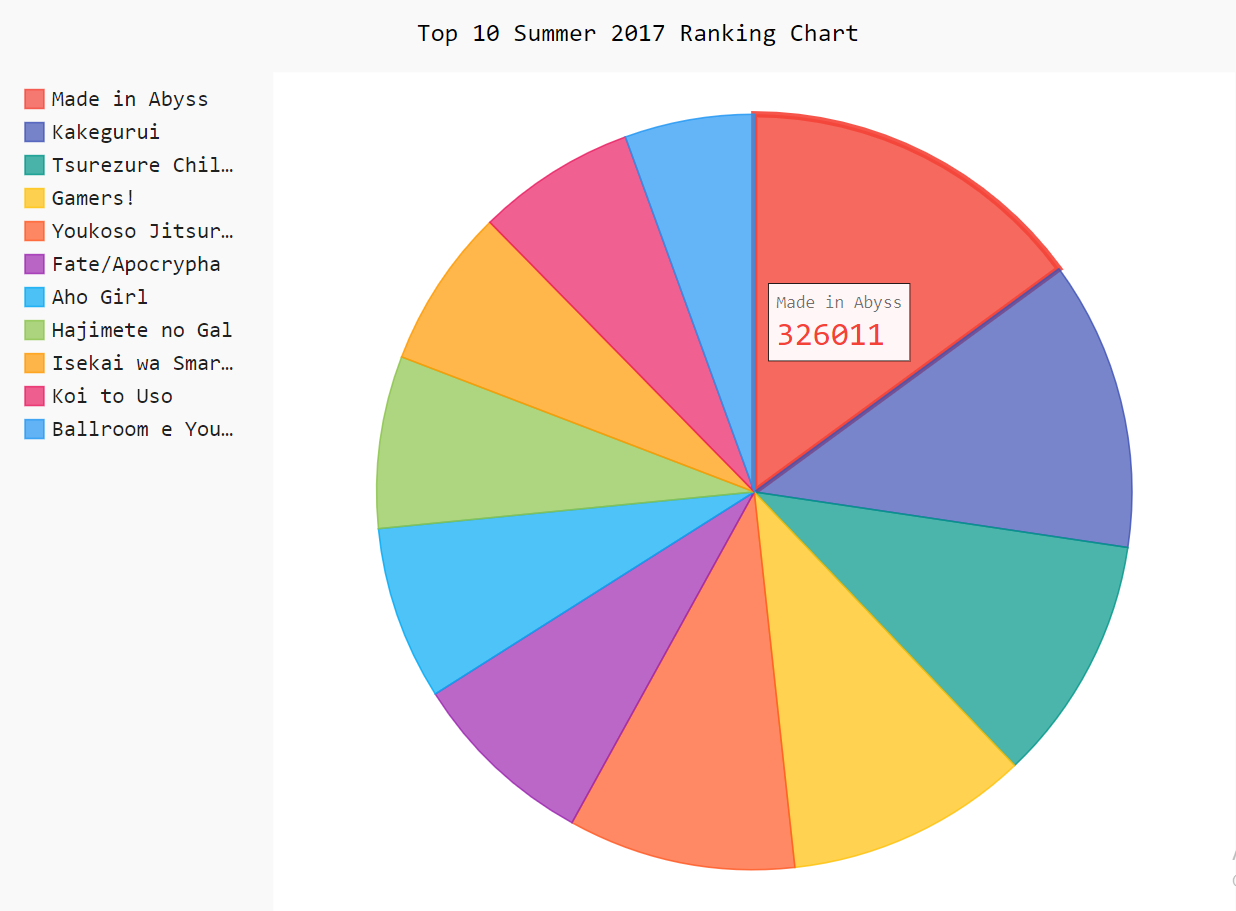 Top 10 Summer 2017 Ranking Chart
Made in Abyss
Kakegurui
Tsurezure Chil…
Gamers!
Youkoso Jitsur…
Fate/Apocrypha
Aho Girl
Hajimete no Gal
Isekai wa Smar…
Koi to Uso
Ballroom e You…
Made in Abyss
326011